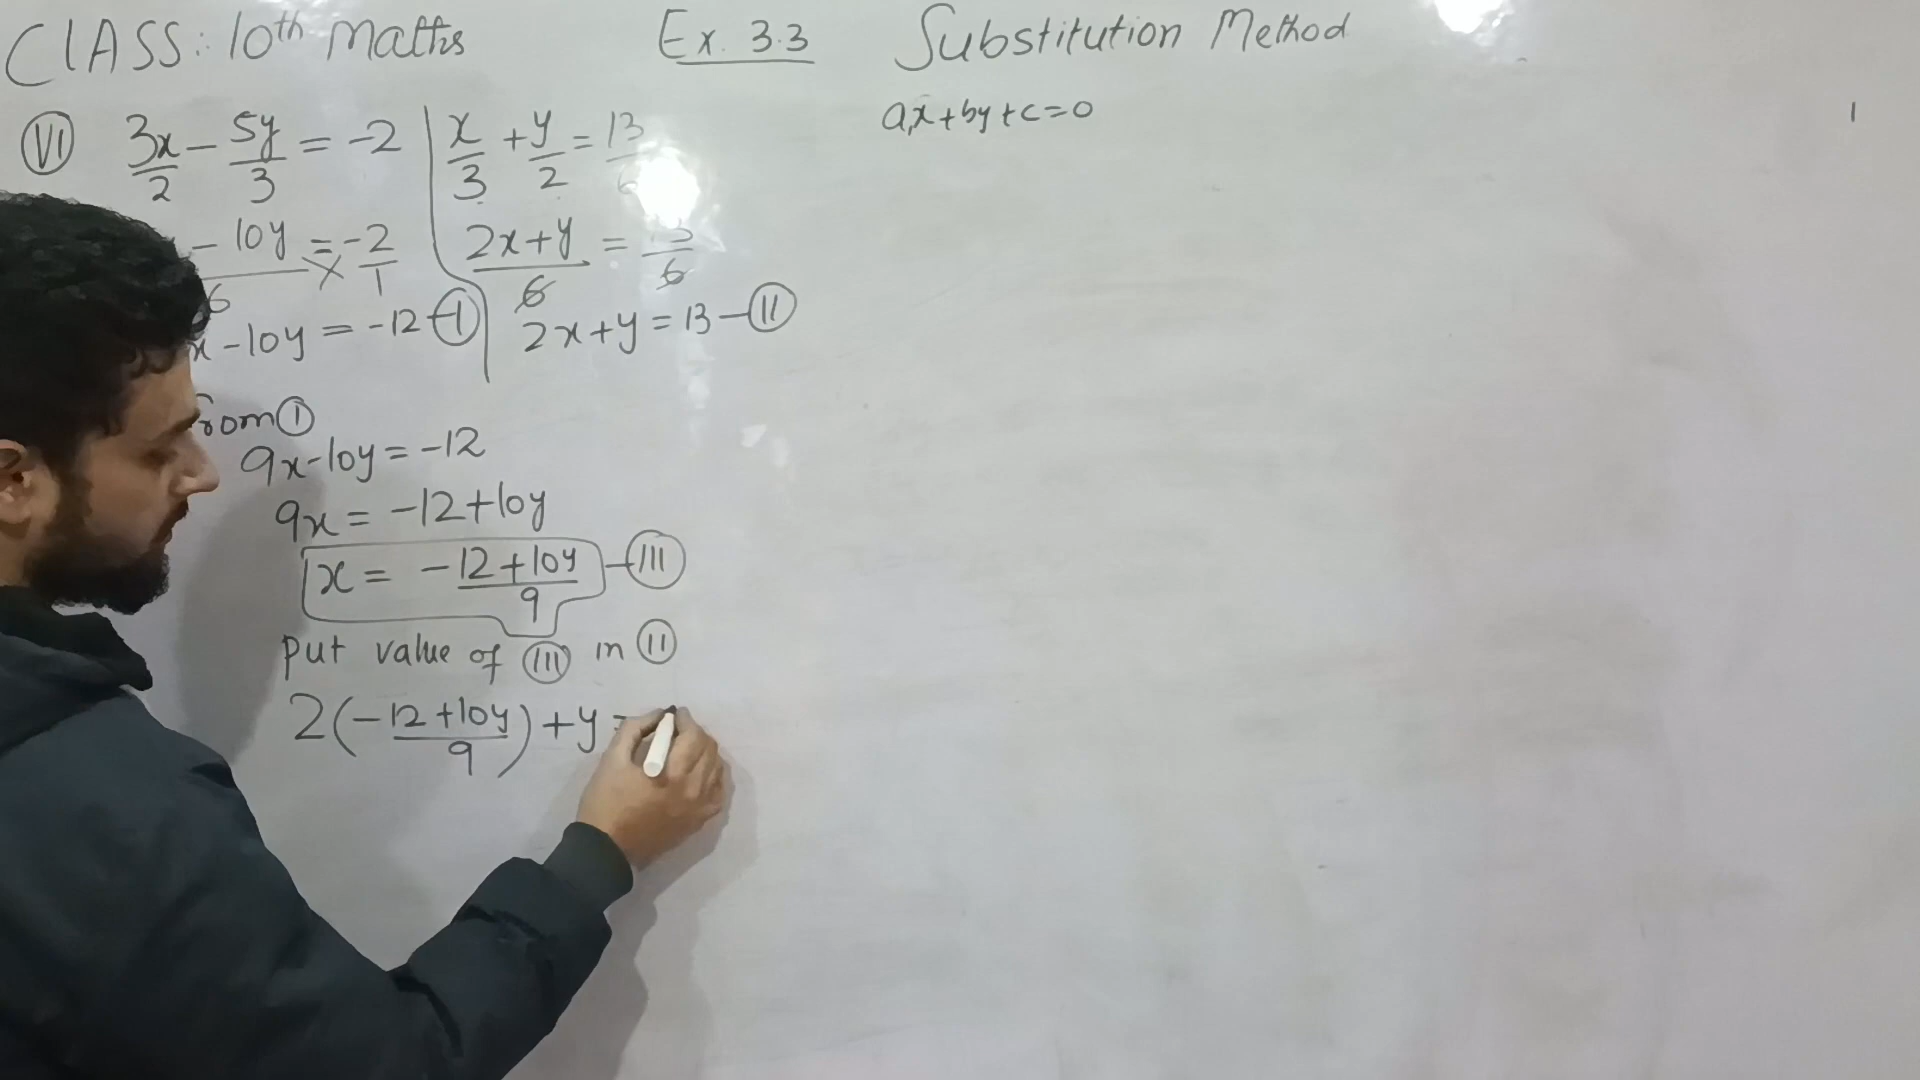 CLASS: 10th Maths Ex. 3.3 Substitution Method
VI 3x/2 - 5y/3 = -2 x/3 + y/2 = 13/6 a,x+by+c=0
- 10y/6 = -2/1 2x+y/6 = 13/6
x-10y = -12 - I 2x+y = 13 - II
from I
9x-10y = -12
9x = -12+10y
x = -12+10y/9 - III
Put value of III in II
2(-12+10y/9) + y =